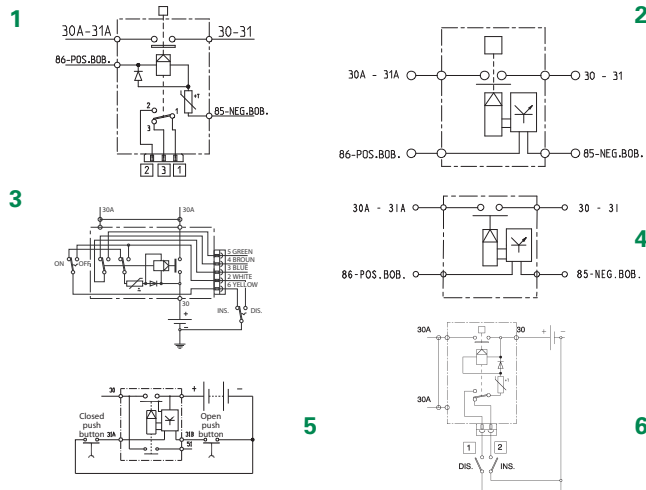 1
30A-31A
30-31
86-POS.BOB.
+T
2
1
3
85-NEG.BOB.
2 3 1
2
30A - 31A
30 - 31
86-POS.BOB.
85-NEG.BOB.
3
30A
30A
ON
OFF
5 GREEN
4 BROUN
3 BLUE
2 WHITE
6 YELLOW
30
INS.
DIS.
+
-
30A - 31A
30 - 31
4
86-POS.BOB.
85-NEG.BOB.
30
+
-
Closed
push
button
31A
31B
51
Open
push
button
5
30A
30
+
-
30A
1
2
DIS.
INS.
6